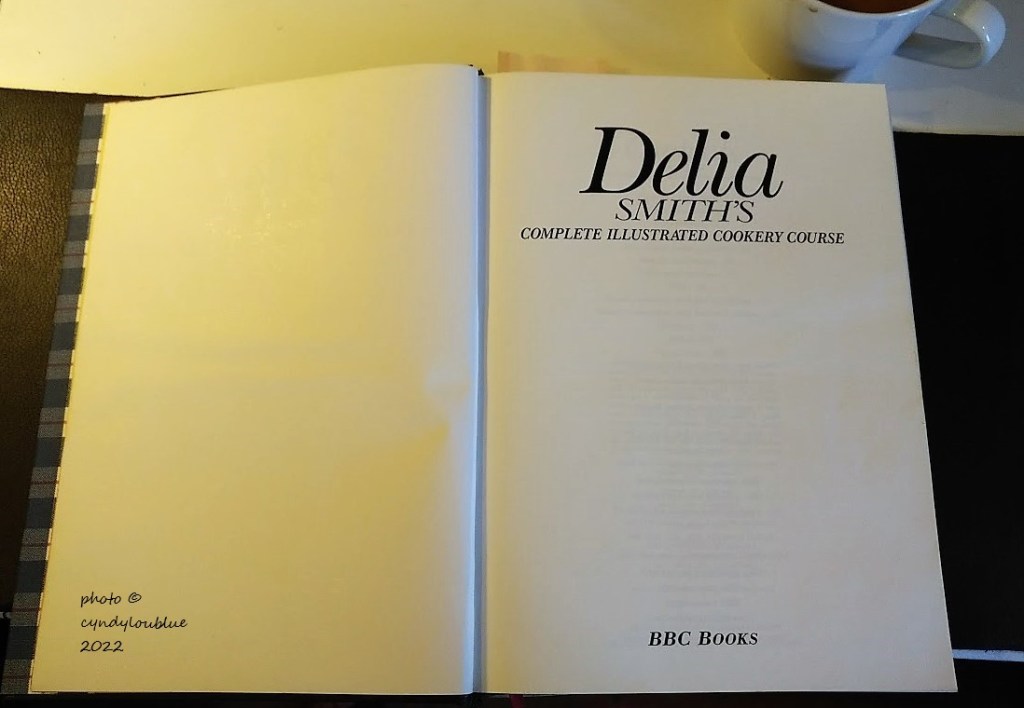 Delia
SMITH'S
COMPLETE ILLUSTRATED COOKERY COURSE
BBC BOOKS
photo ©
cyndyloublue
2022